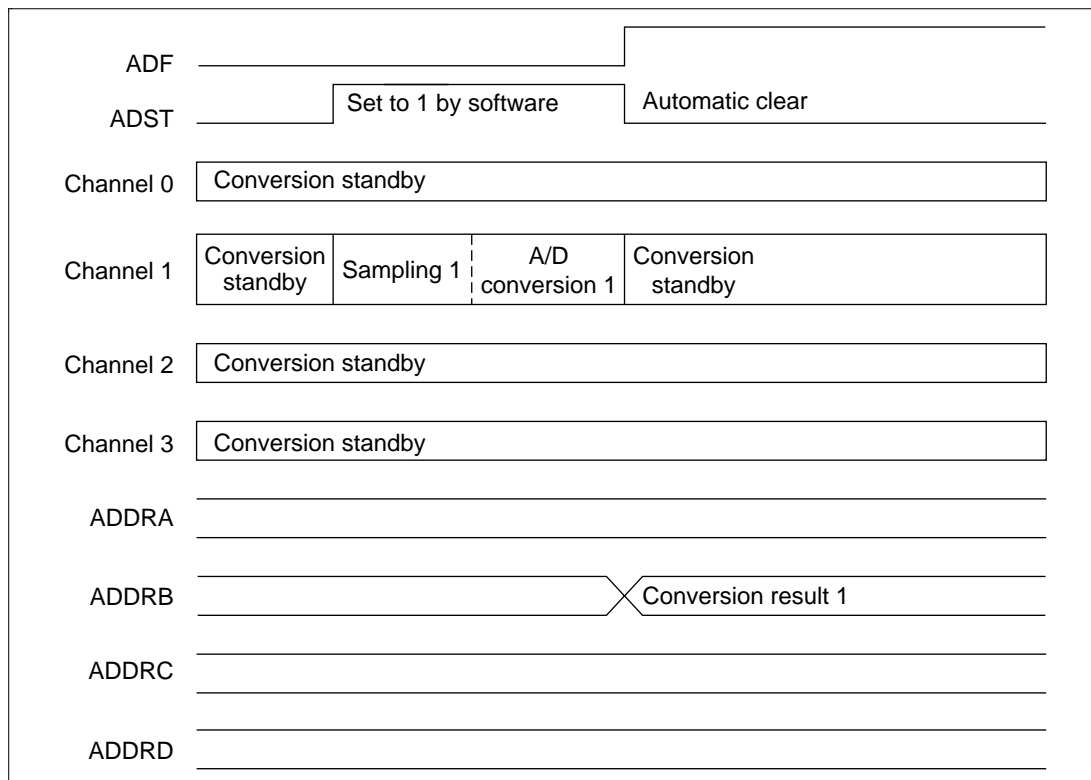 ADF
ADST
Set to 1 by software
Automatic clear
Channel 0
Conversion standby
Channel 1
Conversion
standby
Sampling 1
A/D
conversion 1
Conversion
standby
Channel 2
Conversion standby
Channel 3
Conversion standby
ADDRA
ADDRB
Conversion result 1
ADDRC
ADDRD